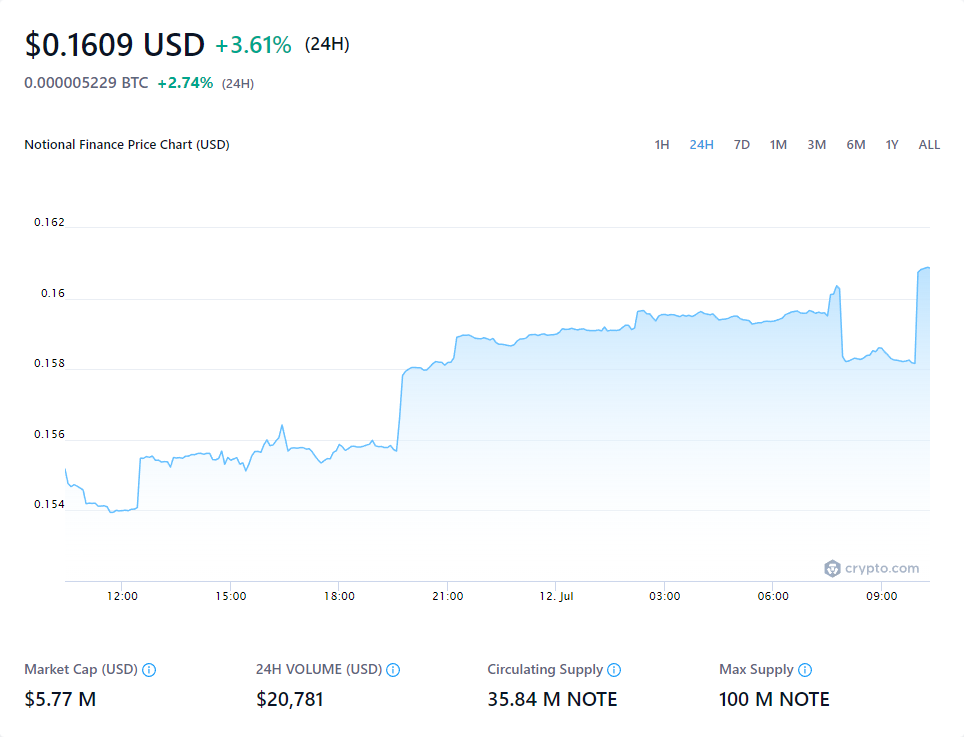 $0.1609 USD +3.61% (24H)
0.000005229 BTC +2.74% (24H)
Notional Finance Price Chart (USD) 1H 24H 7D 1M 3M 6M 1Y ALL
0.162
0.16
0.158
0.156
0.154
crypto.com
12:00 15:00 18:00 21:00 12. Jul 03:00 06:00 09:00
Market Cap (USD) 24H VOLUME (USD) Circulating Supply Max Supply
$5.77 M $20,781 35.84 M NOTE 100 M NOTE